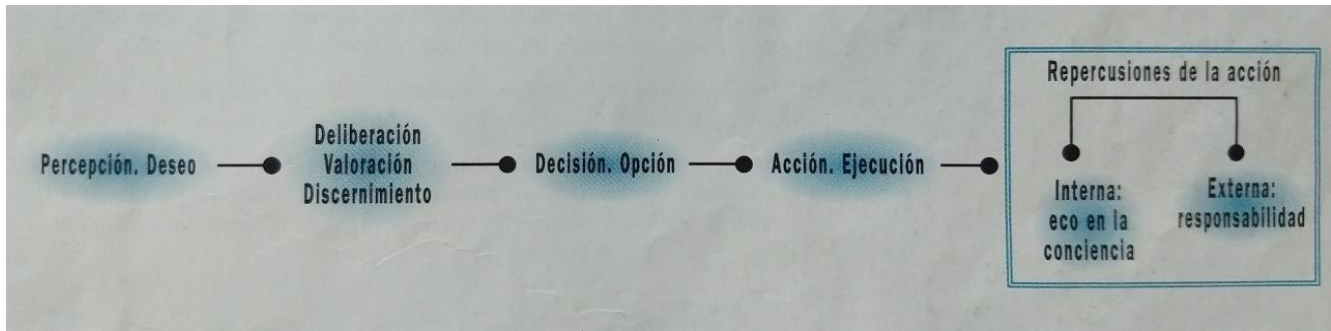 Percepción. Deseo
Deliberación
Valoración
Discernimiento
Decisión. Opción
Acción. Ejecución
Repercusiones de la acción
Interna:
eco en la
conciencia
Externa:
responsabilidad